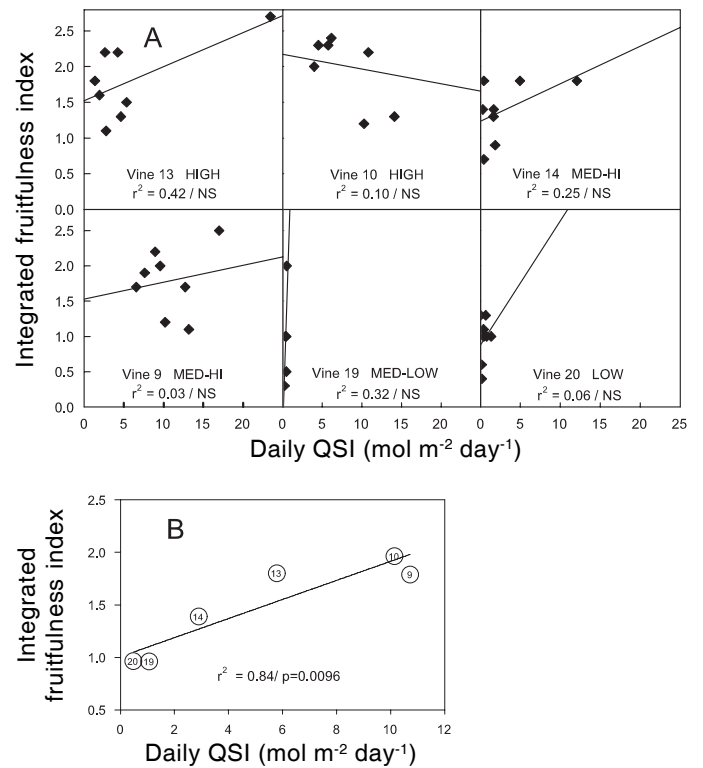 A
Integrated fruitfulness index
2.5
2.0
1.5
1.0
0.5
0.0
Vine 13 HIGH
r² = 0.42 / NS
Vine 10 HIGH
r² = 0.10 / NS
Vine 14 MED-HI
r² = 0.25 / NS
2.5
2.0
1.5
1.0
0.5
0.0
Vine 9 MED-HI
r² = 0.03 / NS
Vine 19 MED-LOW
r² = 0.32 / NS
Vine 20 LOW
r² = 0.06 / NS
0 5 10 15 20 0 5 10 15 20 0 5 10 15 20 25
Daily QSI (mol m⁻² day⁻¹)
B
Integrated
fruitfulness index
2.5
2.0
1.5
1.0
0.5
10
13
9
14
20 19
r² = 0.84/ p=0.0096
0 2 4 6 8 10 12
Daily QSI (mol m⁻² day⁻¹)